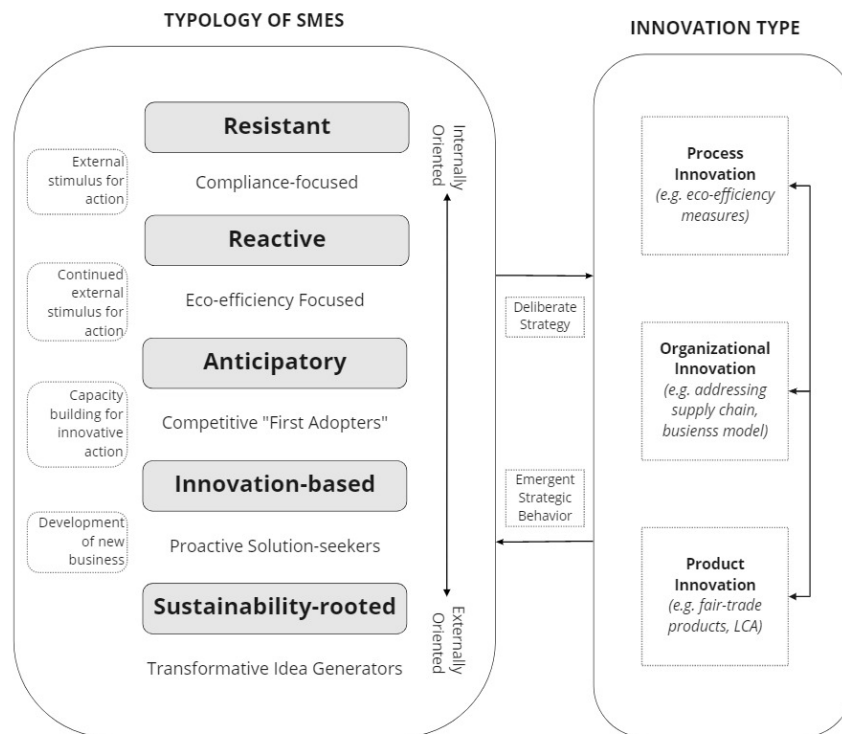 TYPOLOGY OF SMES
INNOVATION TYPE
Resistant
Compliance-focused
External
stimulus for
action
Internally
Oriented
Reactive
Eco-efficiency Focused
Continued
external
stimulus for
action
Anticipatory
Competitive "First Adopters"
Capacity
building for
innovative
action
Innovation-based
Proactive Solution-seekers
Development
of new
business
Sustainability-rooted
Transformative Idea Generators
Externally
Oriented
Deliberate
Strategy
Emergent
Strategic
Behavior
Process
Innovation
(e.g. eco-efficiency
measures)
Organizational
Innovation
(e.g. addressing
supply chain,
busienss model)
Product
Innovation
(e.g. fair-trade
products, LCA)